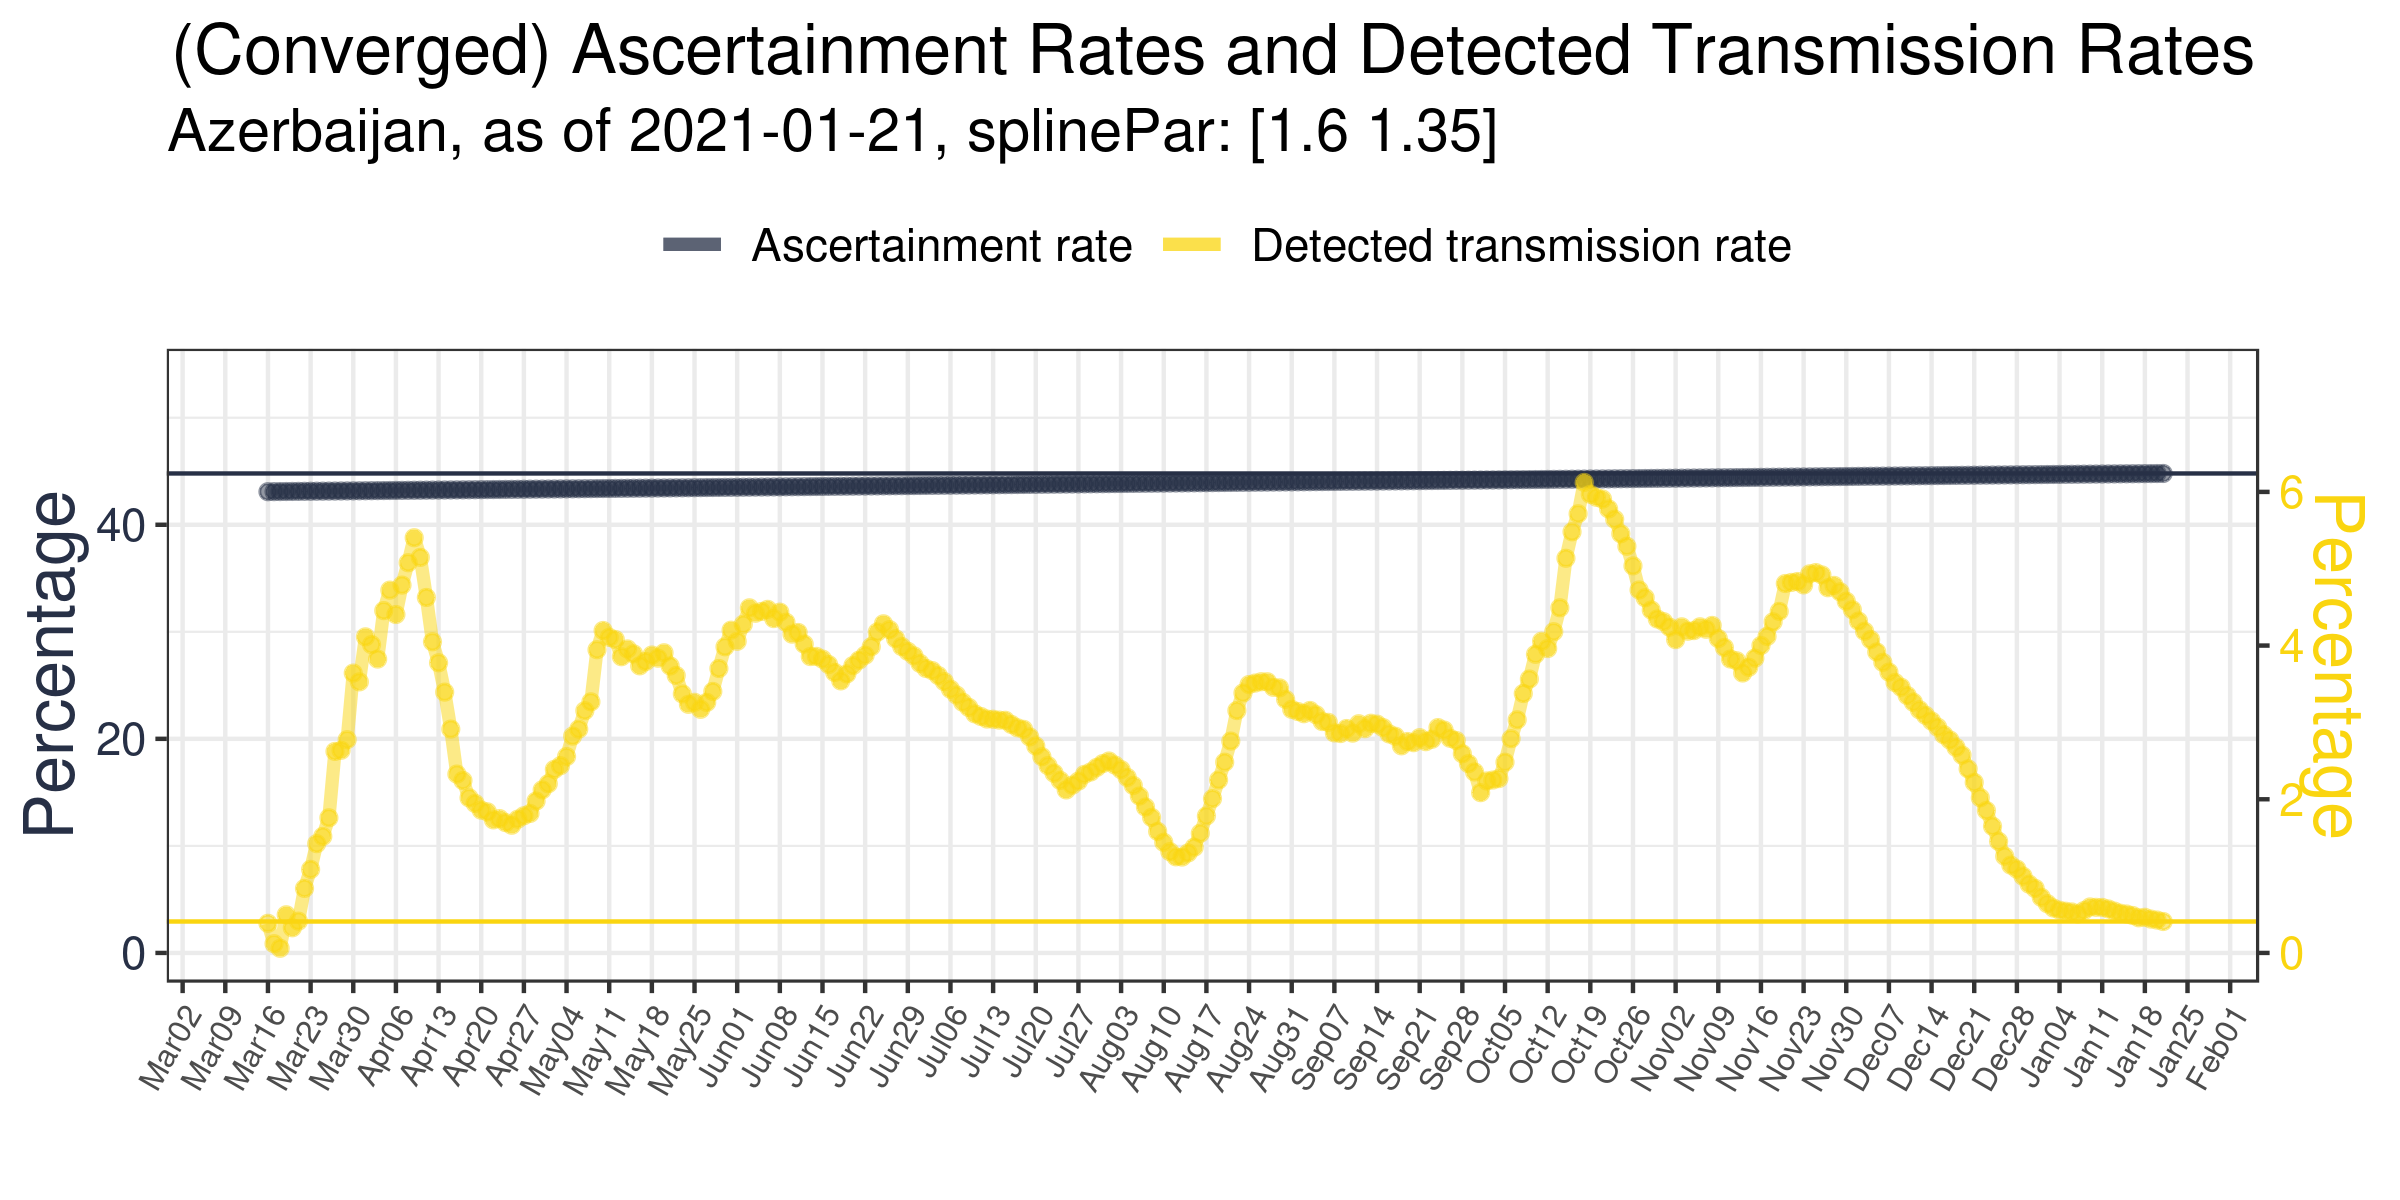 (Converged) Ascertainment Rates and Detected Transmission Rates
Azerbaijan, as of 2021-01-21, splinePar: [1.6 1.35]
Ascertainment rate Detected transmission rate
Percentage
40
20
0
6
4
2
0
Percentage
Mar02 Mar09 Mar16 Mar23 Mar30 Apr06 Apr13 Apr20 Apr27 May04 May11 May18 May25 Jun01 Jun08 Jun15 Jun22 Jun29 Jul06 Jul13 Jul20 Jul27 Aug03 Aug10 Aug17 Aug24 Aug31 Sep07 Sep14 Sep21 Sep28 Oct05 Oct12 Oct19 Oct26 Nov02 Nov09 Nov16 Nov23 Nov30 Dec07 Dec14 Dec21 Dec28 Jan04 Jan11 Jan18 Jan25 Feb01